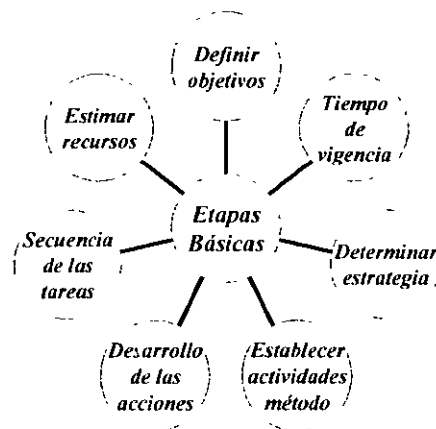 Definir
objetivos
Tiempo
de
vigencia
Determinar
estrategia
Establecer
actividades
método
Desarrollo
de las
acciones
Secuencia
de las
tareas
Estimar
recursos
Etapas
Básicas